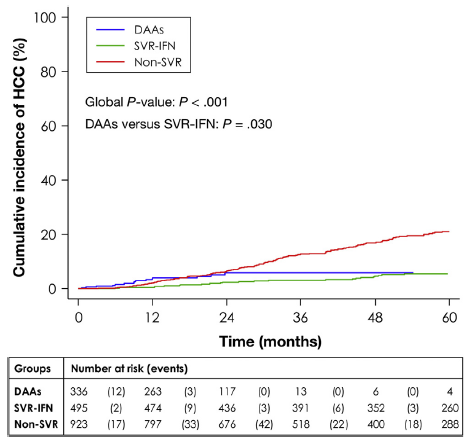 100
80
60
40
20
0
Cumulative incidence of HCC (%)
DAAs
SVR-IFN
Non-SVR
Global P-value: P < .001
DAAs versus SVR-IFN: P = .030
0 12 24 36 48 60
Time (months)
Groups Number at risk (events)
DAAs 336 (12) 263 (3) 117 (0) 13 (0) 6 (0) 4
SVR-IFN 495 (2) 474 (9) 436 (3) 391 (6) 352 (3) 260
Non-SVR 923 (17) 797 (33) 676 (42) 518 (22) 400 (18) 288